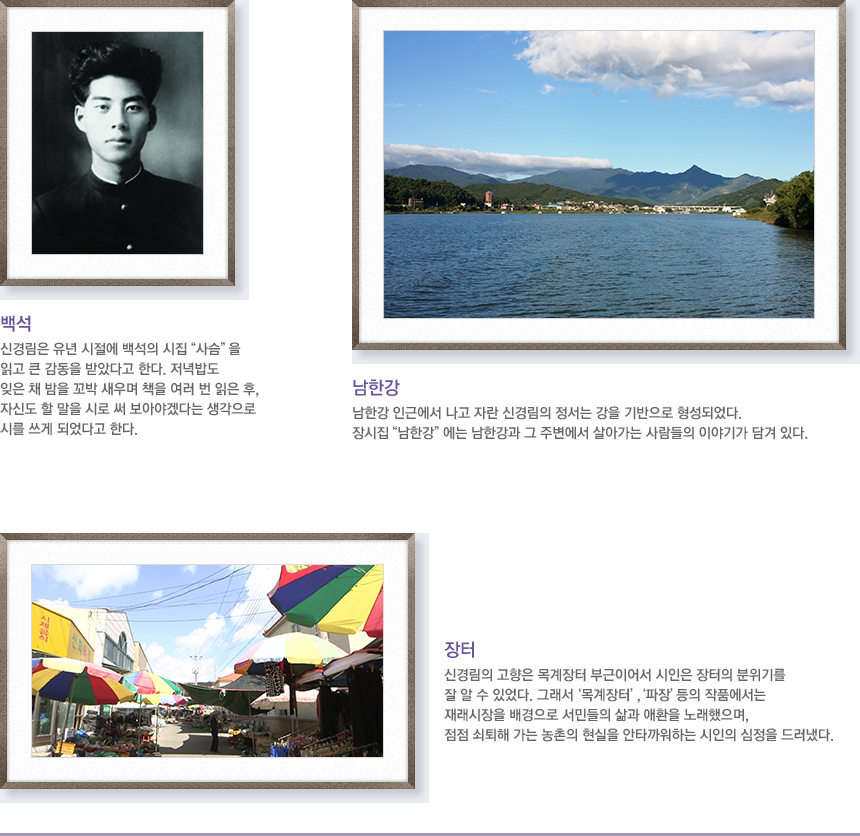 백석
신경림은 유년 시절에 백석의 시집 “사슴” 을
읽고 큰 감동을 받았다고 한다. 저녁밥도
잊은 채 밤을 꼬박 새우며 책을 여러 번 읽은 후,
자신도 할 말을 시로 써 보아야겠다는 생각으로
시를 쓰게 되었다고 한다.
남한강
남한강 인근에서 나고 자란 신경림의 정서는 강을 기반으로 형성되었다.
장시집 “남한강” 에는 남한강과 그 주변에서 살아가는 사람들의 이야기가 담겨 있다.
장터
신경림의 고향은 목계장터 부근이어서 시인은 장터의 분위기를
잘 알 수 있었다. 그래서 ‘목계장터’ , ‘파장’ 등의 작품에서는
재래시장을 배경으로 서민들의 삶과 애환을 노래했으며,
점점 쇠퇴해 가는 농촌의 현실을 안타까워하는 시인의 심정을 드러냈다.